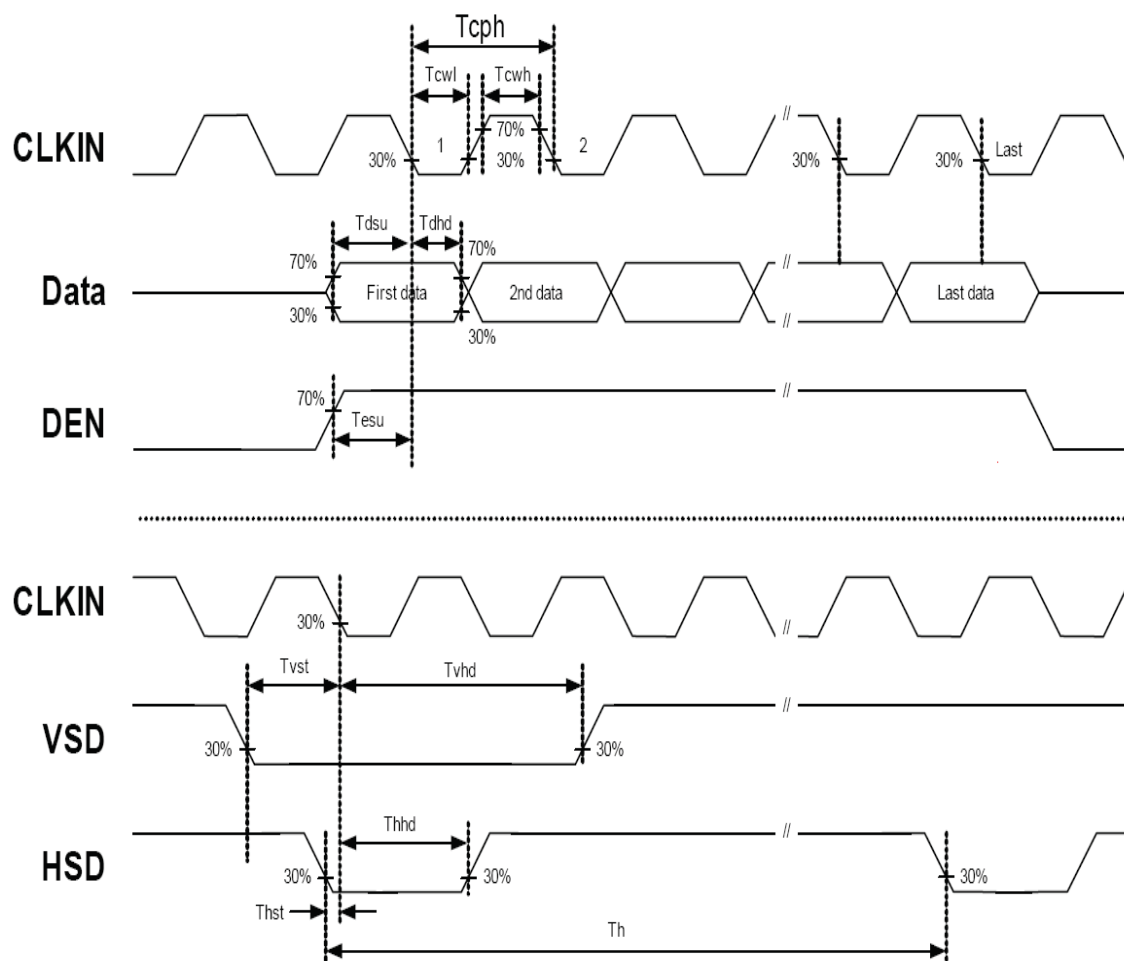 Tcph
Tcwl Tcwh
CLKIN 30% 1 70% 30% 2 // 30% 30% Last
Tdsu Tdhd
70% 70%
Data First data 2nd data // // Last data
30% 30%
DEN 70% //
Tesu
CLKIN 30% //
Tvst Tvhd
VSD 30% 30% //
Thhd
HSD 30% 30% // 30%
Thst
Th